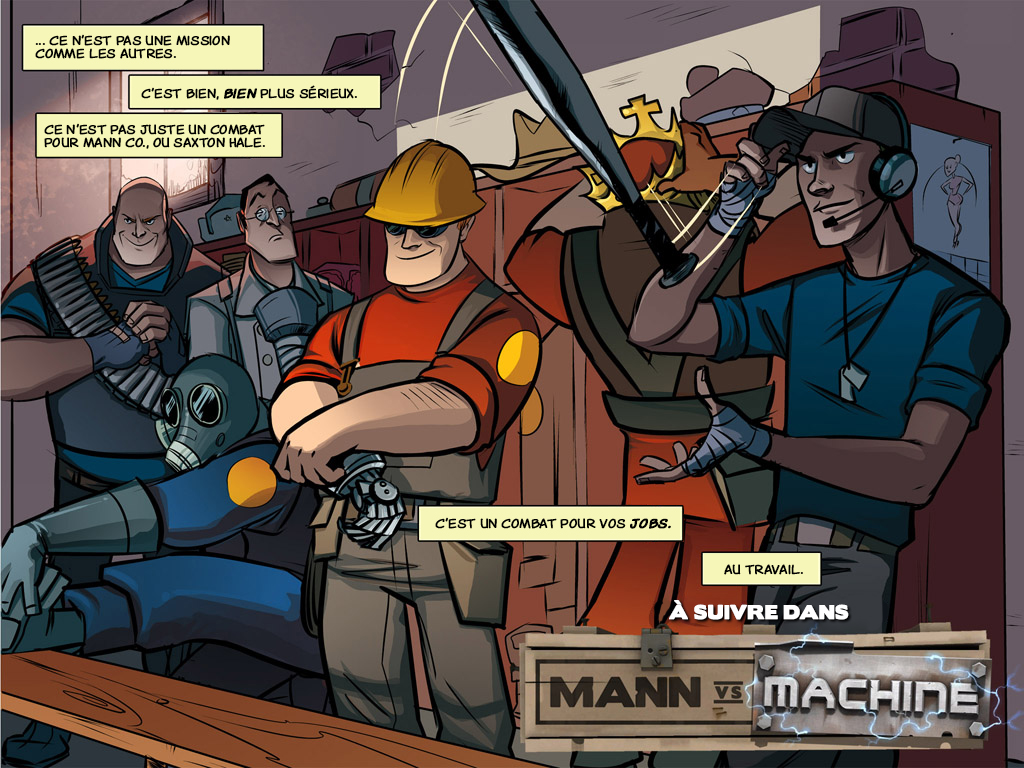 ... CE N'EST PAS UNE MISSION
COMME LES AUTRES.
C'EST BIEN, BIEN PLUS SÉRIEUX.
CE N'EST PAS JUSTE UN COMBAT
POUR MANN CO., OU SAXTON HALE.
C'EST UN COMBAT POUR VOS JOBS.
AU TRAVAIL.
À SUIVRE DANS
MANN VS MACHINE